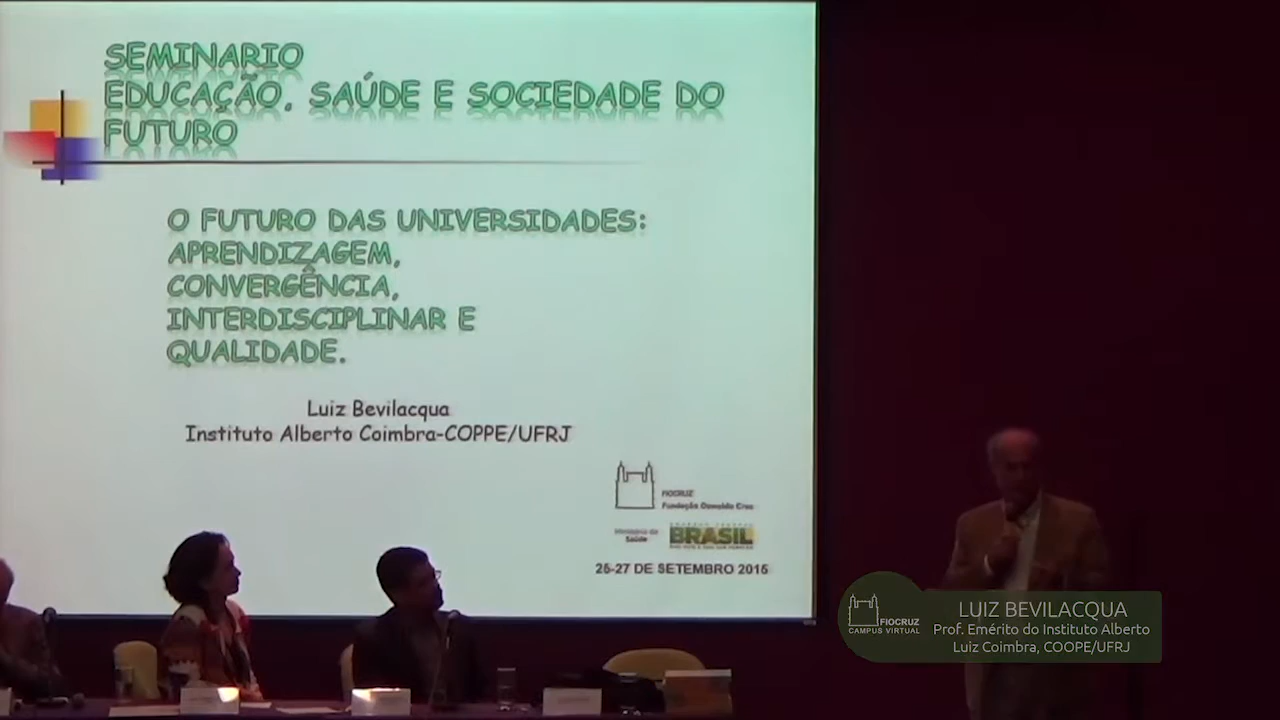 SEMINARIO
EDUCAÇÃO, SAÚDE E SOCIEDADE DO
FUTURO
O FUTURO DAS UNIVERSIDADES:
APRENDIZAGEM,
CONVERGÊNCIA,
INTERDISCIPLINAR E
QUALIDADE.
Luiz Bevilacqua
Instituto Alberto Coimbra-COPPE/UFRJ
FIOCRUZ
Fundação Oswaldo Cruz
Ministério da
Saúde
BRASIL
25-27 DE SETEMBRO 2015
FIOCRUZ
CAMPUS VIRTUAL
LUIZ BEVILACQUA
Prof. Emérito do Instituto Alberto
Luiz Coimbra, COOPE/UFRJ